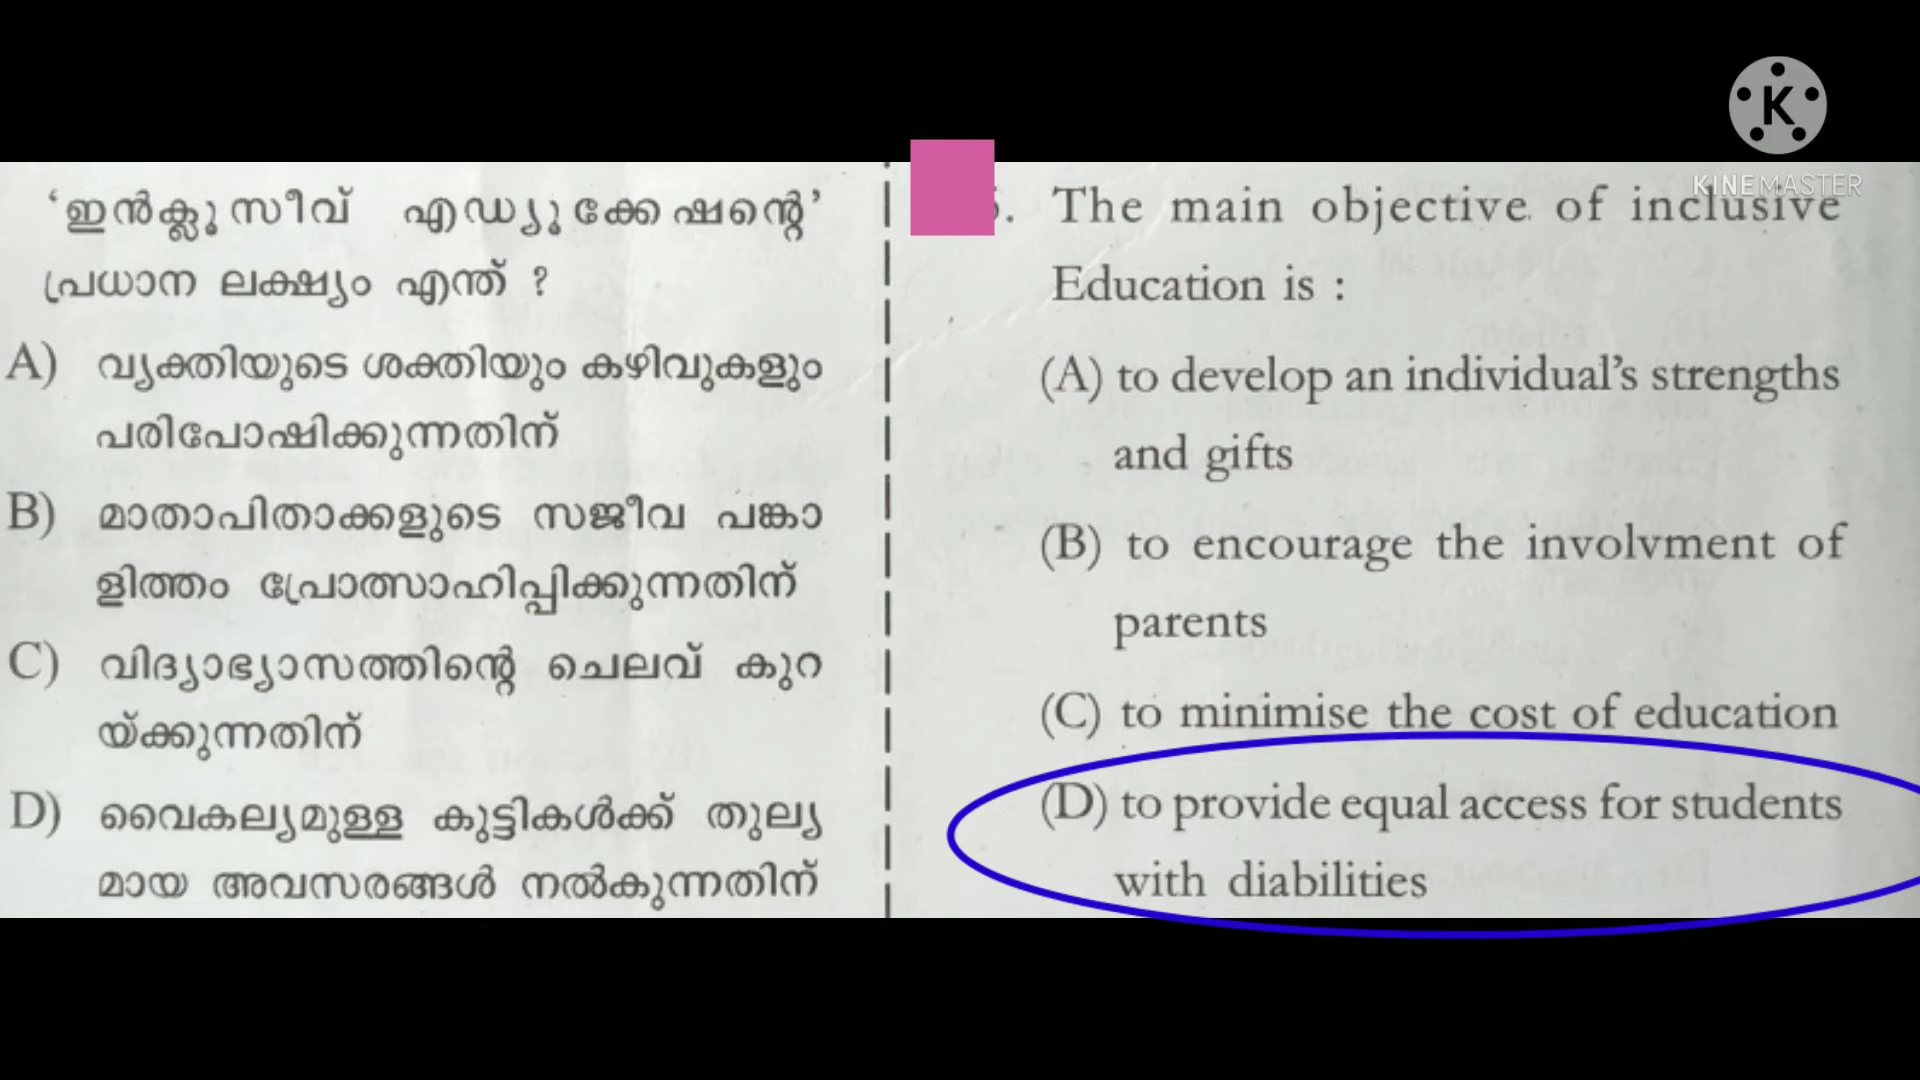 'ഇൻക്ലൂസീവ് എഡ്യുക്കേഷന്റെ'
പ്രധാന ലക്ഷ്യം എന്ത് ?
A) വ്യക്തിയുടെ ശക്തിയും കഴിവുകളും
പരിപോഷിക്കുന്നതിന്
B) മാതാപിതാക്കളുടെ സജീവ പങ്കാ
ളിത്തം പ്രോത്സാഹിപ്പിക്കുന്നതിന്
C) വിദ്യാഭ്യാസത്തിന്റെ ചെലവ് കുറ
യ്ക്കുന്നതിന്
D) വൈകല്യമുള്ള കുട്ടികൾക്ക് തുല്യ
മായ അവസരങ്ങൾ നൽകുന്നതിന്
The main objective of inclusive
Education is :
(A) to develop an individual's strengths
and gifts
(B) to encourage the involvment of
parents
(C) to minimise the cost of education
(D) to provide equal access for students
with diabilities
K
KINEMASTER